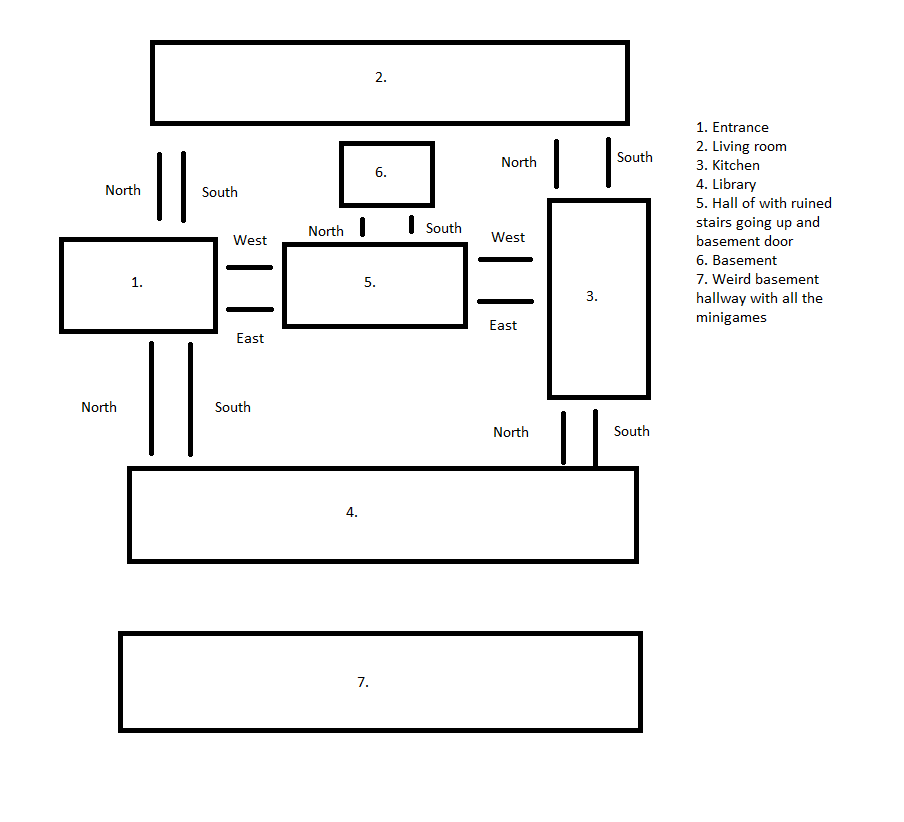 2.
1. Entrance
2. Living room
3. Kitchen
4. Library
5. Hall of with ruined
stairs going up and
basement door
6. Basement
7. Weird basement
hallway with all the
minigames
North
South
6.
North
South
North
South
West
West
1.
5.
3.
East
East
North
South
North
South
4.
7.